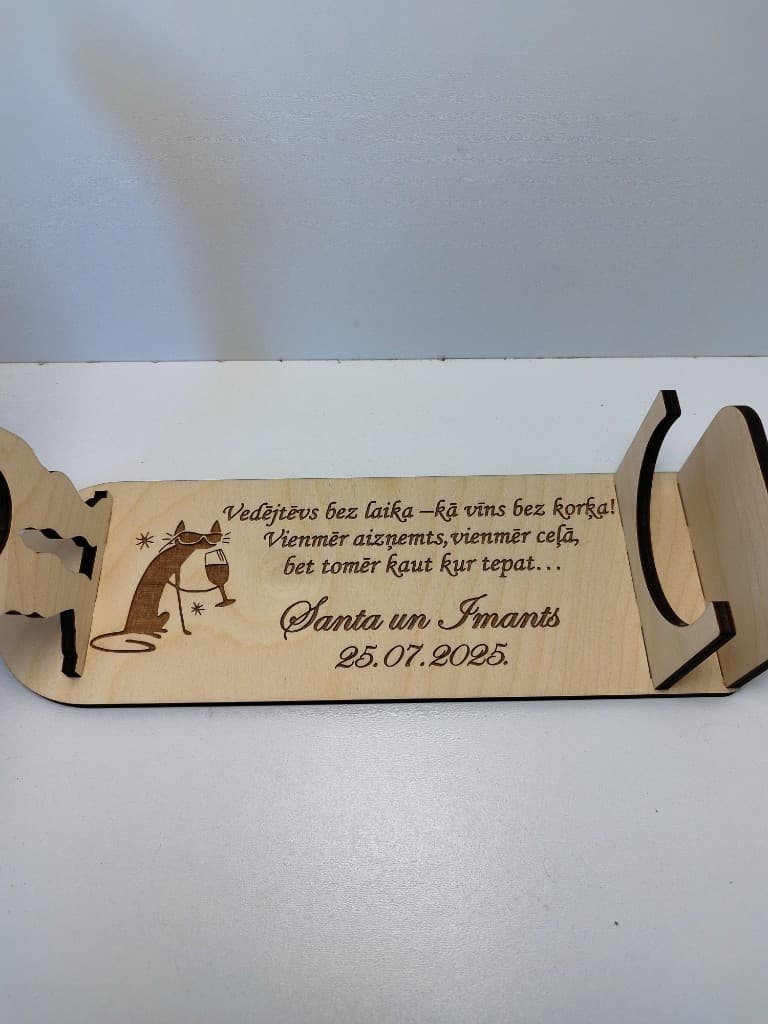 Vedējtēvs bez laika –kā vīns bez korķa!
Vienmēr aizņemts, vienmēr ceļā,
bet tomēr kaut kur tepat...
Santa un Imants
25.07.2025.